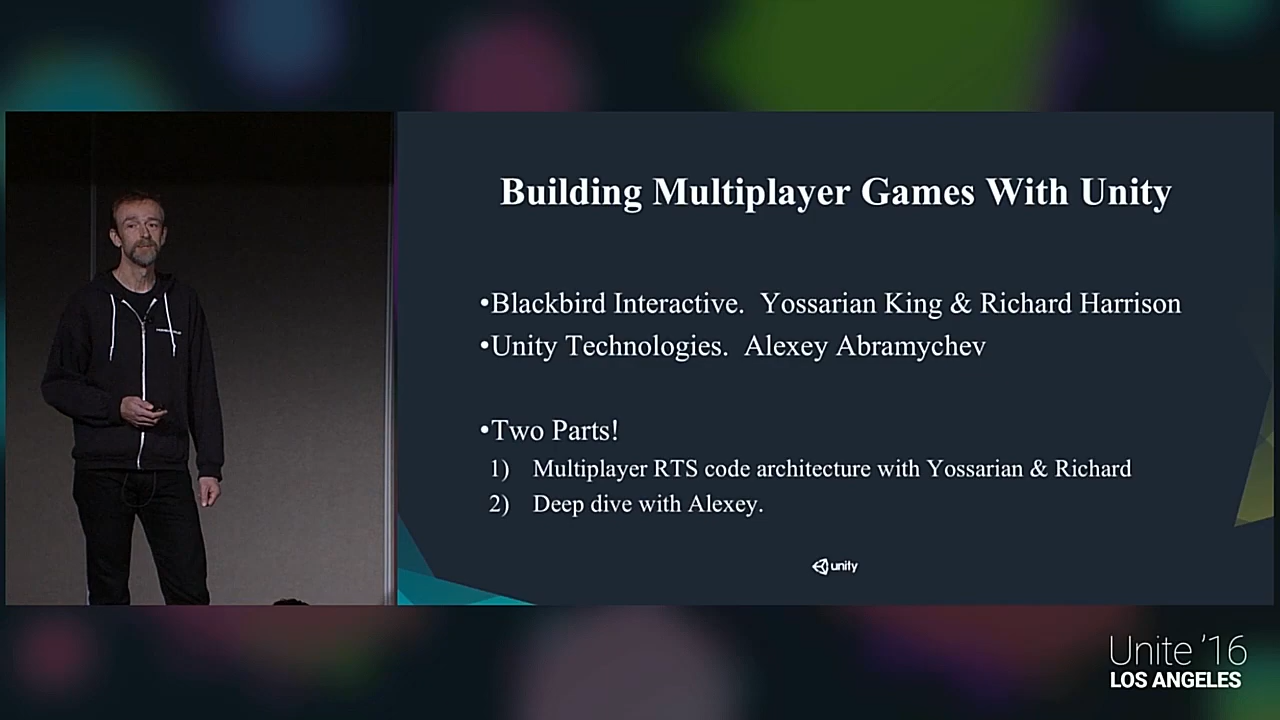 Building Multiplayer Games With Unity
•Blackbird Interactive. Yossarian King & Richard Harrison
•Unity Technologies. Alexey Abramychev
•Two Parts!
1) Multiplayer RTS code architecture with Yossarian & Richard
2) Deep dive with Alexey.
unity
Unite '16
LOS ANGELES